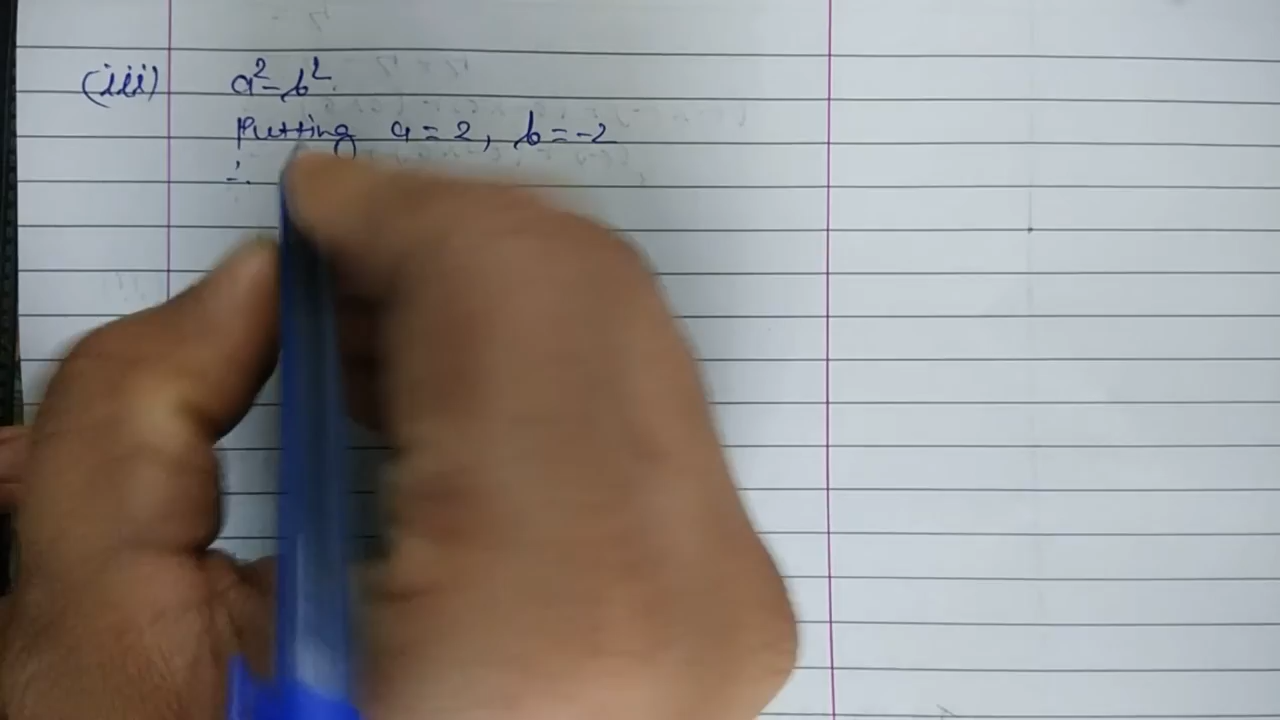 (iii) a²-b²
Putting a = 2, b = -2
∴